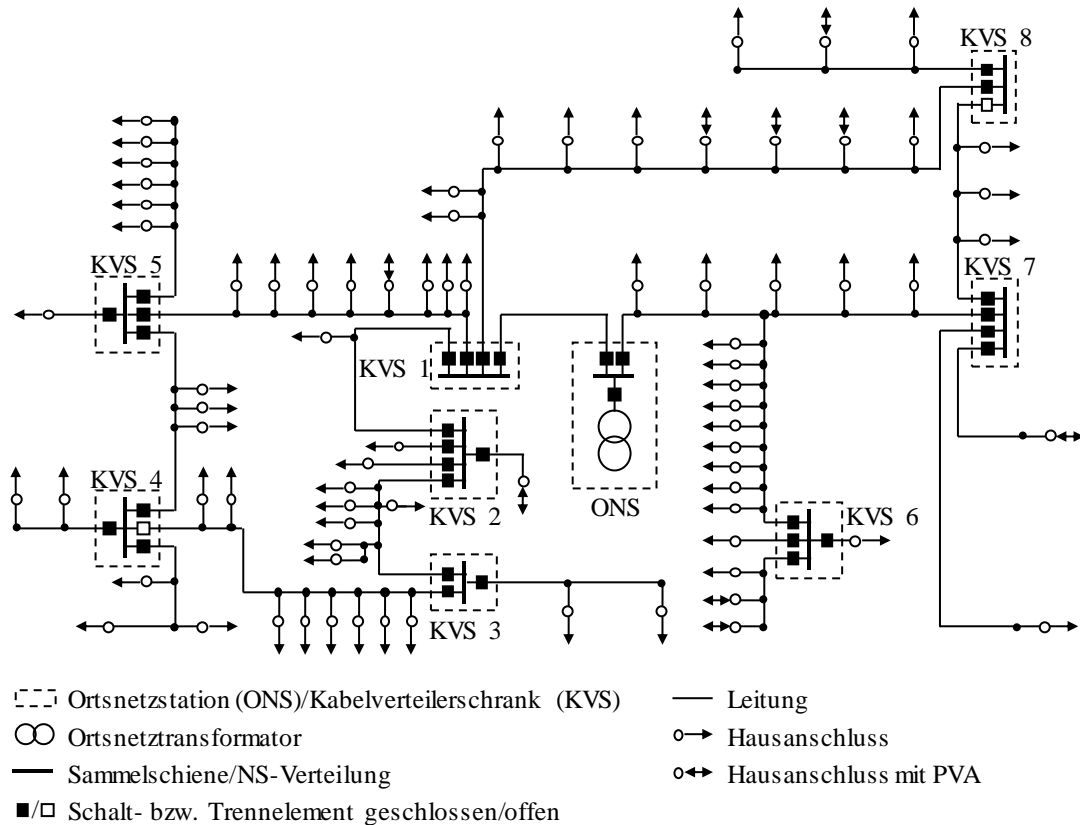 KVS 8
KVS 5
KVS 7
KVS 1
KVS 4
KVS 2
ONS
KVS 6
KVS 3
Ortsnetzstation (ONS)/Kabelverteilerschrank (KVS)
Leitung
Ortsnetztransformator
Hausanschluss
Sammelschiene/NS-Verteilung
Hausanschluss mit PVA
/ Schalt- bzw. Trennelement geschlossen/offen